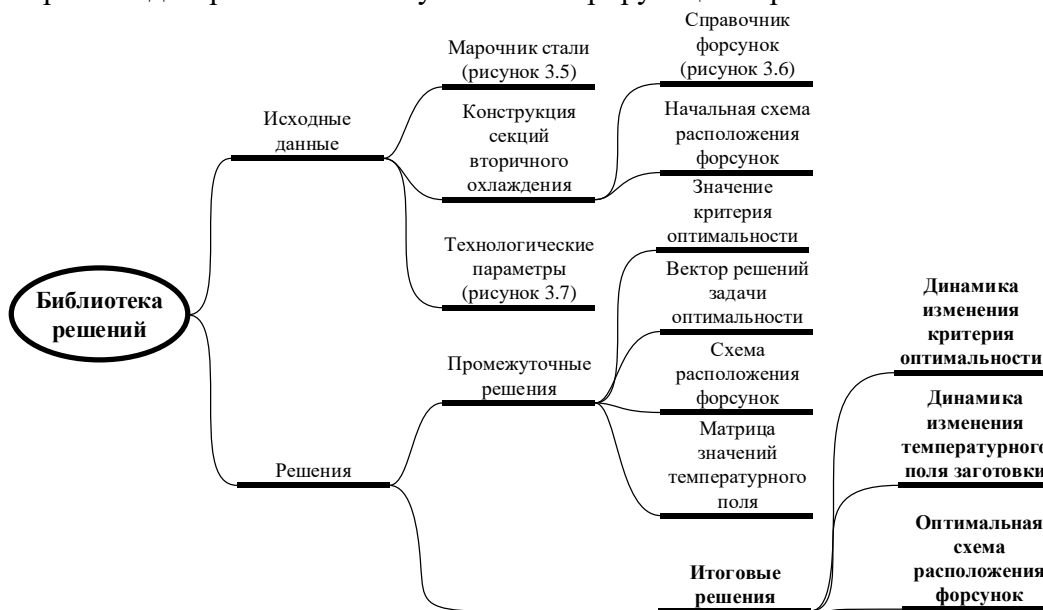 Марочник стали
(рисунок 3.5)
Справочник
форсунок
(рисунок 3.6)
Исходные
данные
Конструкция
секций
вторичного
охлаждения
Начальная схема
расположения
форсунок
Технологические
параметры
(рисунок 3.7)
Значение
критерия
оптимальности
Библиотека
решений
Вектор решений
задачи
оптимальности
Промежуточные
решения
Схема
расположения
форсунок
Матрица
значений
температурного
поля
Решения
Итоговые
решения
Динамика
изменения
критерия
оптимальности
Динамика
изменения
температурного
поля заготовки
Оптимальная
схема
расположения
форсунок